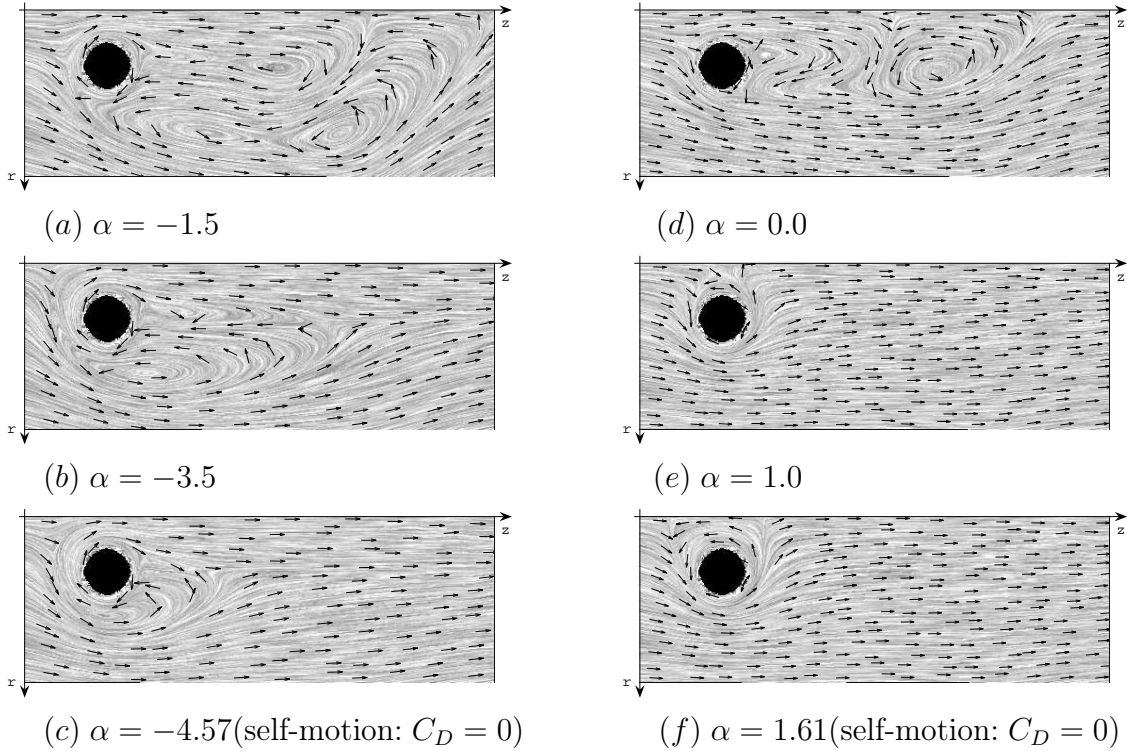 z
r
(a) α = −1.5
z
r
(d) α = 0.0
z
r
(b) α = −3.5
z
r
(e) α = 1.0
z
r
(c) α = −4.57(self-motion: C_D = 0)
z
r
(f) α = 1.61(self-motion: C_D = 0)